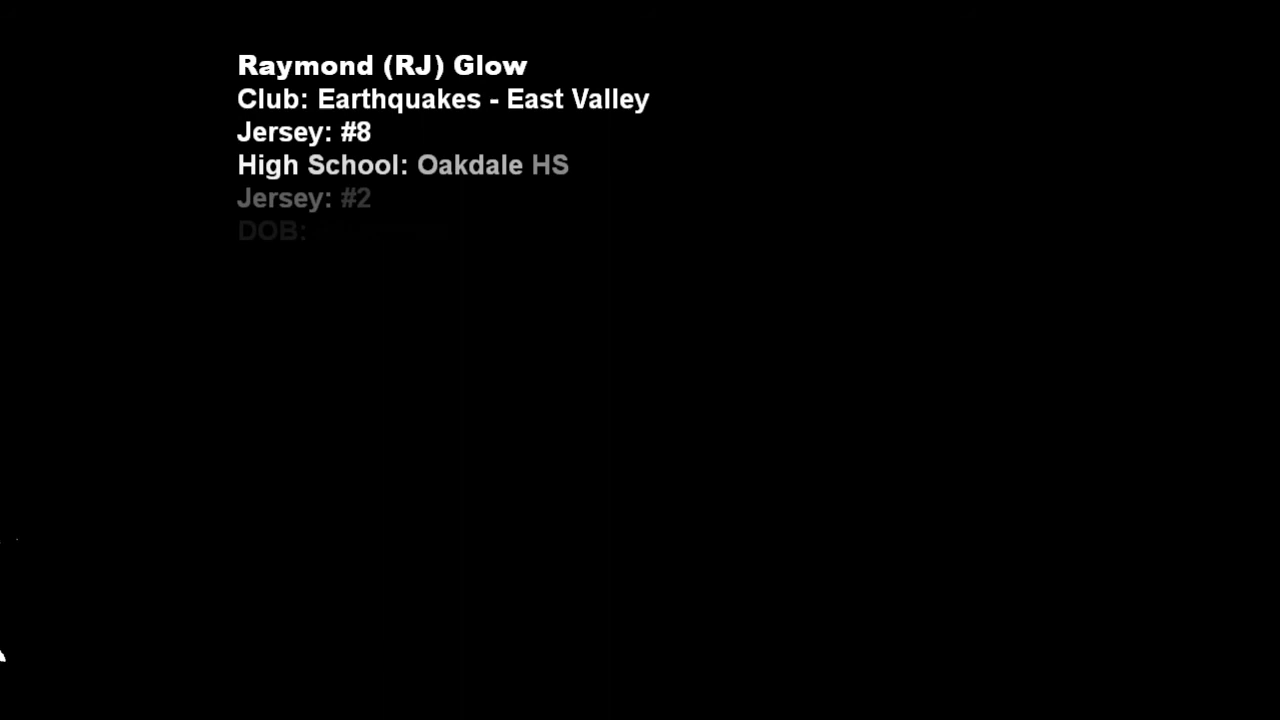 Raymond (RJ) Glow
Club: Earthquakes - East Valley
Jersey: #8
High School: Oakdale HS
Jersey: #2
DOB: